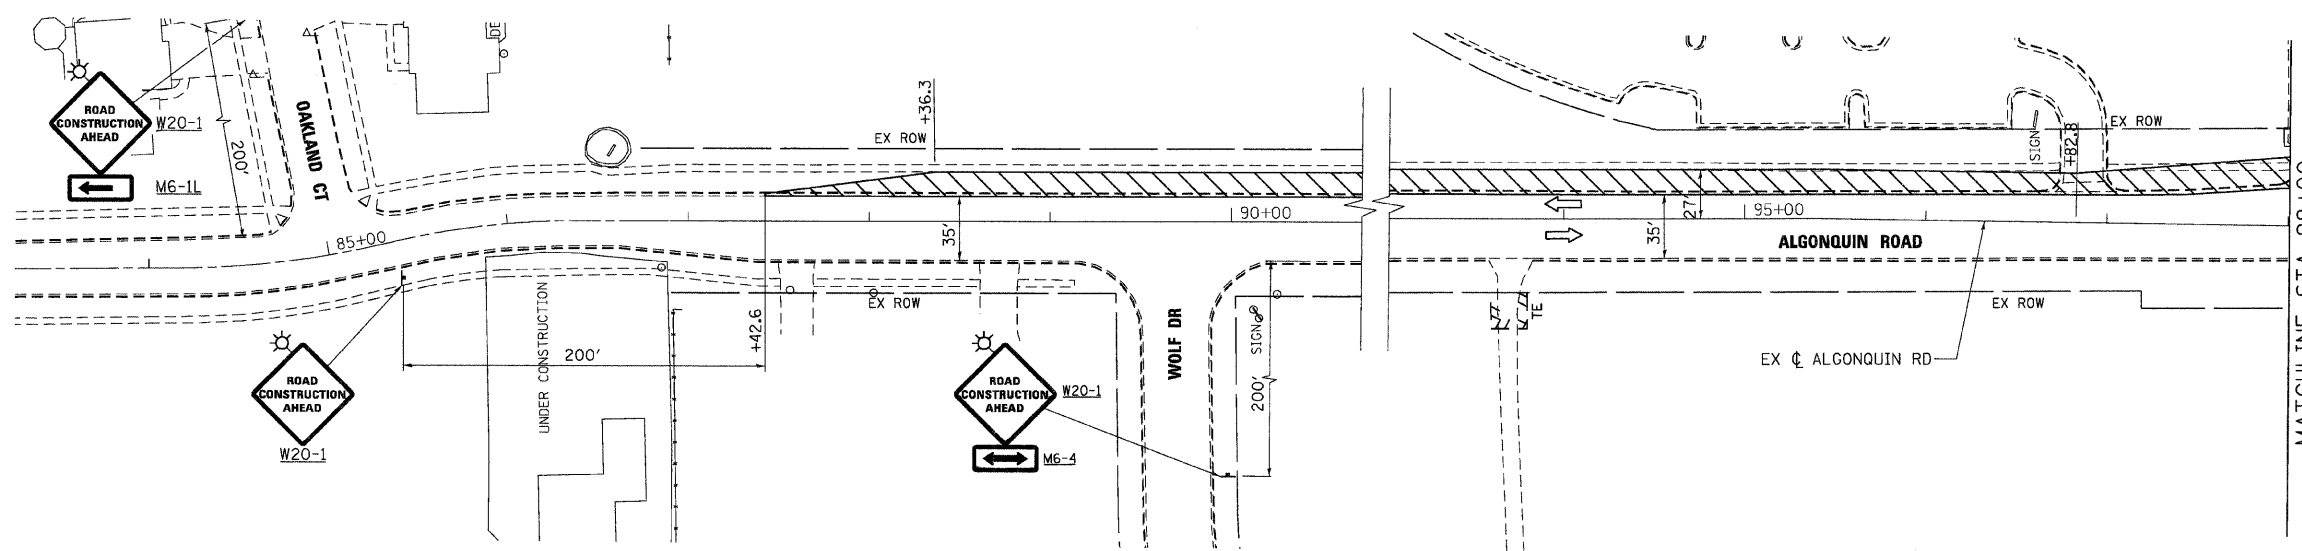 ROAD
CONSTRUCTION
AHEAD
W20-1
M6-1L
200'
OAKLAND CT
DE
85+00
+36.3
EX ROW
35'
90+00
27'
35'
95+00
ALGONQUIN ROAD
SIGN
+82.8
EX ROW
UNDER CONSTRUCTION
200'
+42.6
EX ROW
WOLF DR
SIGN
200'
TE
EX ROW
EX ℄ ALGONQUIN RD
ROAD
CONSTRUCTION
AHEAD
W20-1
ROAD
CONSTRUCTION
AHEAD
W20-1
M6-4